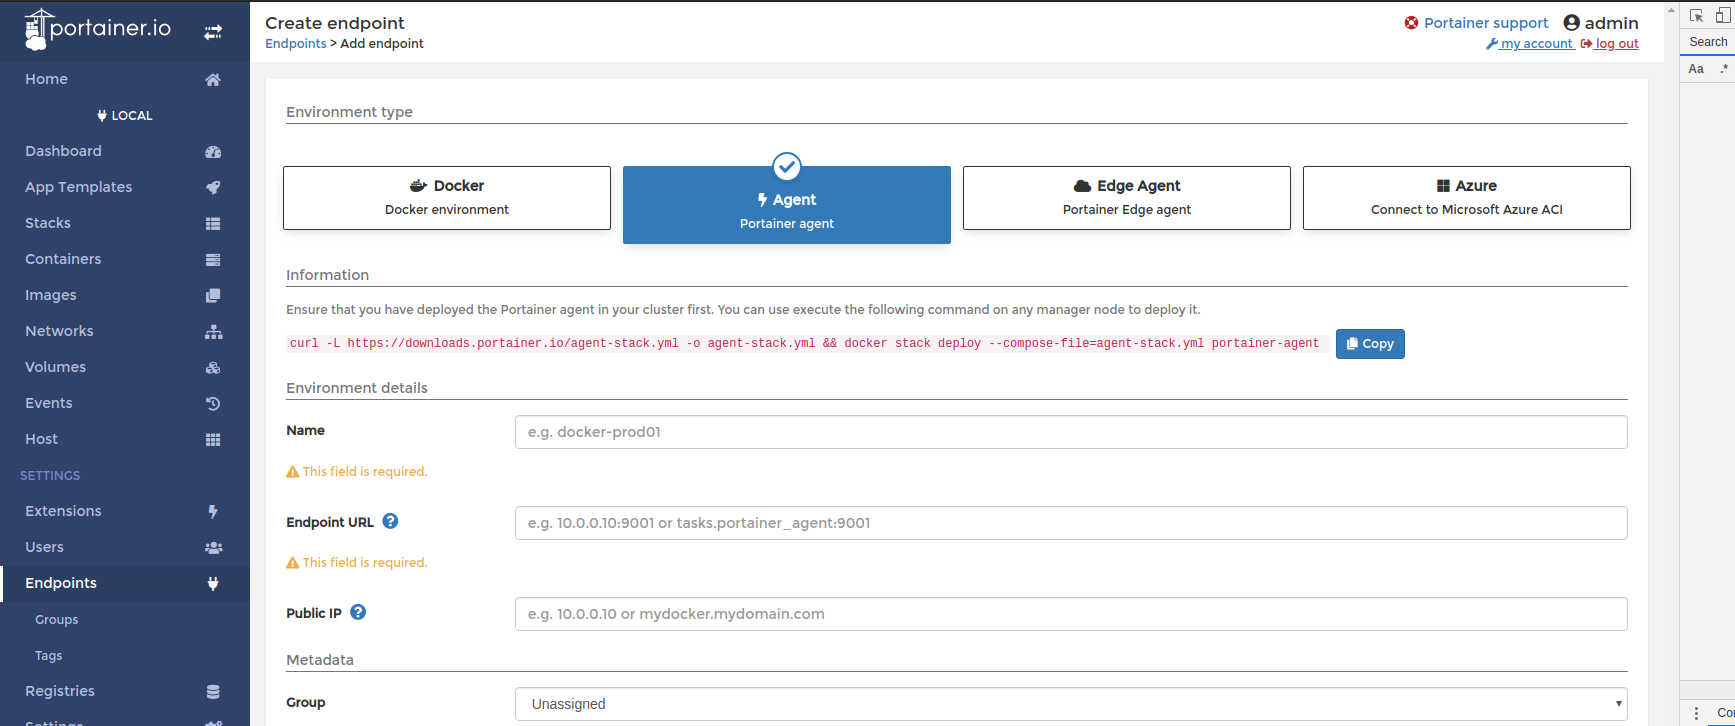 portainer.io
Home
LOCAL
Dashboard
App Templates
Stacks
Containers
Images
Networks
Volumes
Events
Host
SETTINGS
Extensions
Users
Endpoints
Groups
Tags
Registries
Settings
Create endpoint
Endpoints > Add endpoint
Portainer support admin
my account log out
Environment type
Docker
Docker environment
Agent
Portainer agent
Edge Agent
Portainer Edge agent
Azure
Connect to Microsoft Azure ACI
Information
Ensure that you have deployed the Portainer agent in your cluster first. You can use execute the following command on any manager node to deploy it.
curl -L https://downloads.portainer.io/agent-stack.yml -o agent-stack.yml && docker stack deploy --compose-file=agent-stack.yml portainer-agent Copy
Environment details
Name e.g. docker-prod01
This field is required.
Endpoint URL e.g. 10.0.0.10:9001 or tasks.portainer_agent:9001
This field is required.
Public IP e.g. 10.0.0.10 or mydocker.mydomain.com
Metadata
Group Unassigned
Search
Aa .*